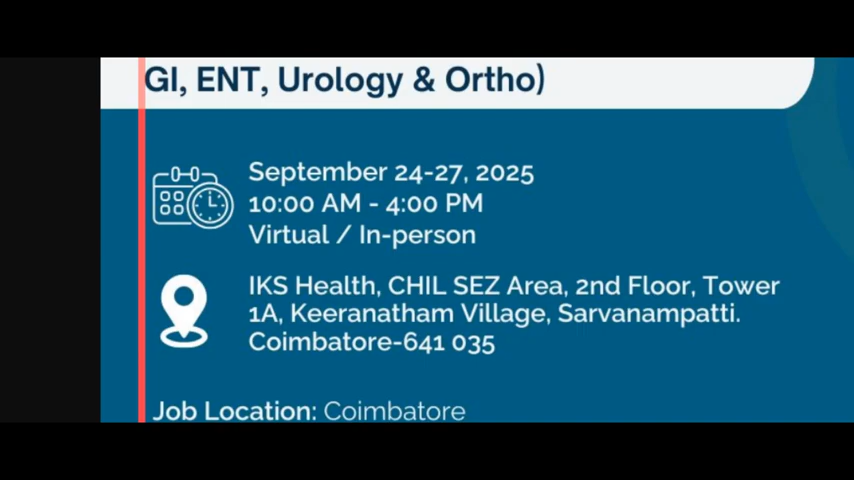 GI, ENT, Urology & Ortho)
September 24-27, 2025
10:00 AM - 4:00 PM
Virtual / In-person
IKS Health, CHIL SEZ Area, 2nd Floor, Tower
1A, Keeranatham Village, Sarvanampatti.
Coimbatore-641 035
Job Location: Coimbatore